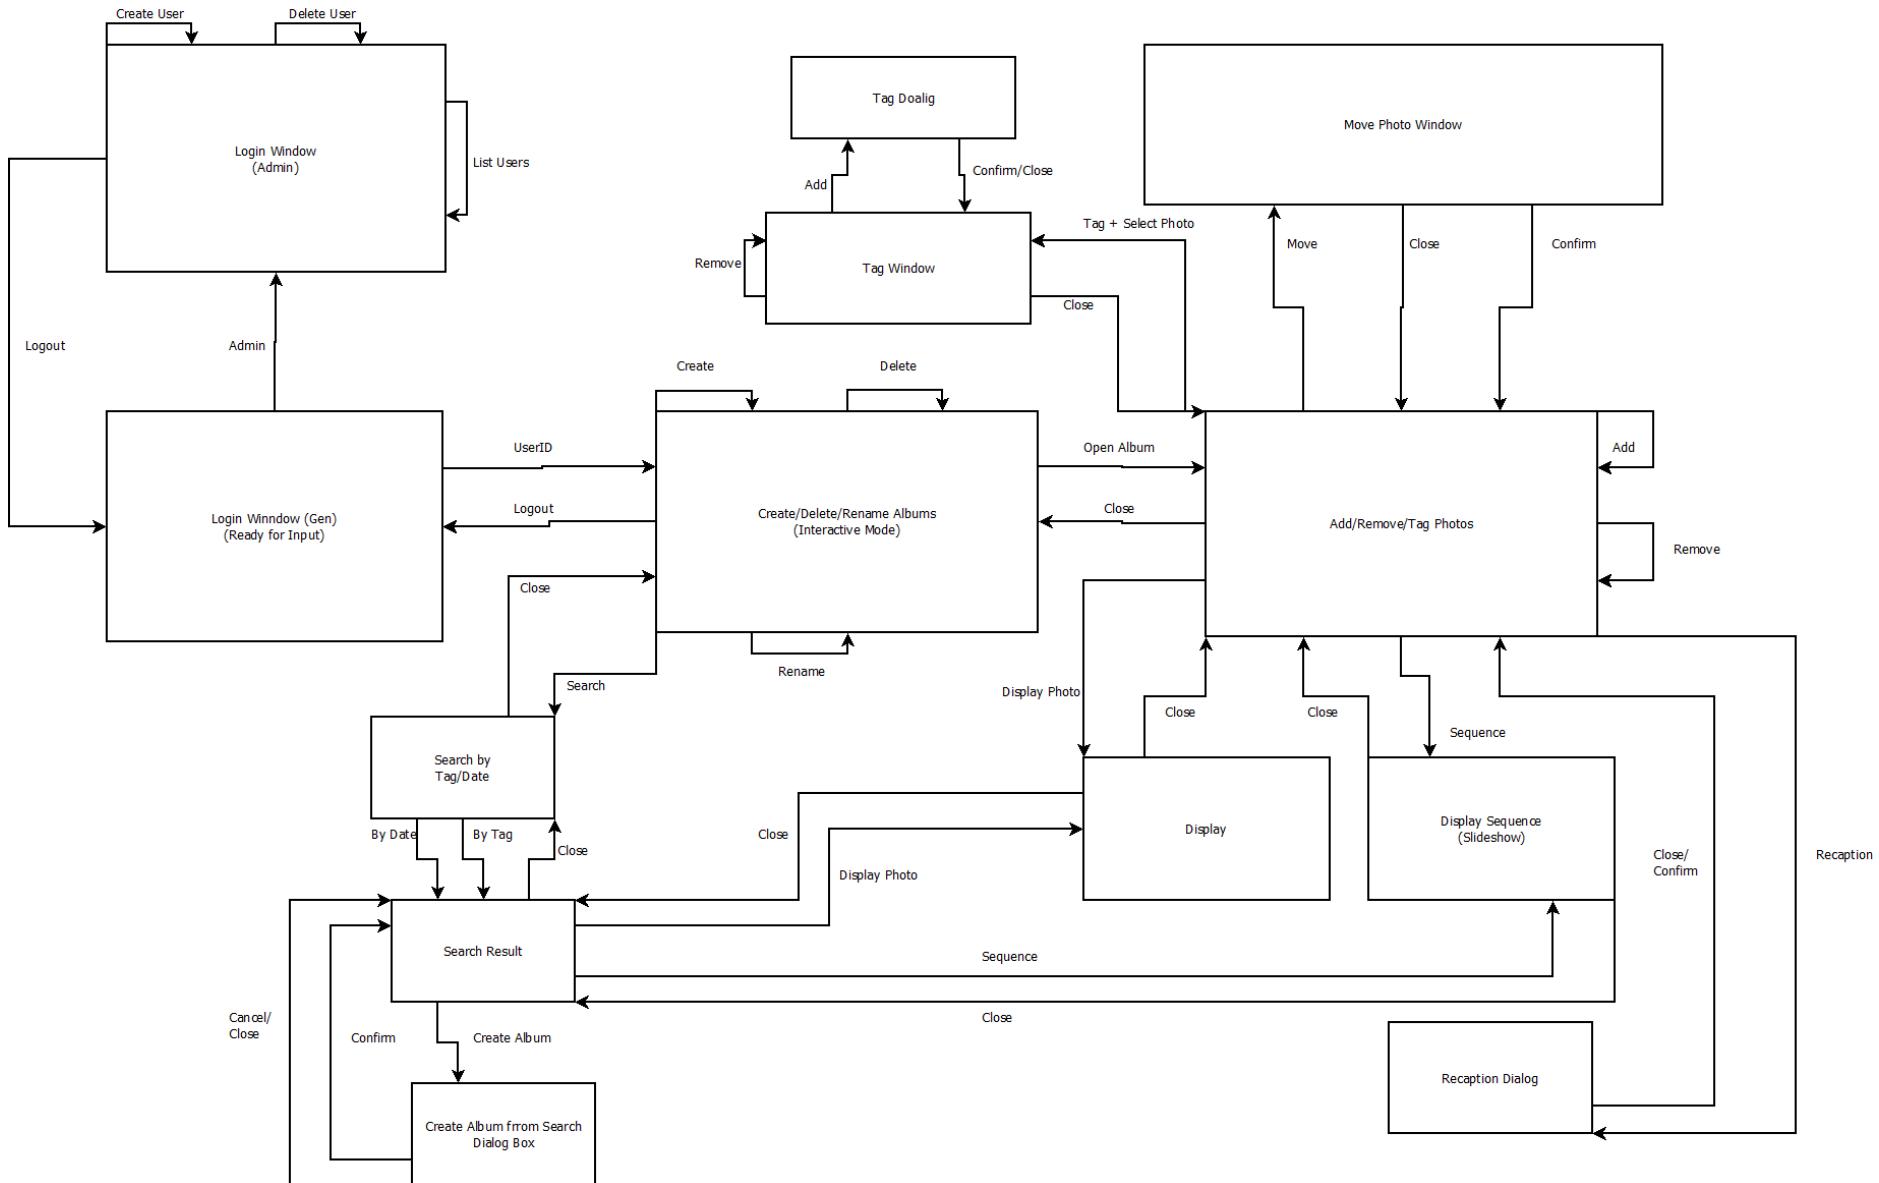 Create User
Delete User
Login Window
(Admin)
List Users
Logout
Admin
Tag Doalig
Add
Confirm/Close
Tag Window
Remove
Tag + Select Photo
Close
Move Photo Window
Move
Close
Confirm
Login Winndow (Gen)
(Ready for Input)
UserID
Logout
Create
Delete
Create/Delete/Rename Albums
(Interactive Mode)
Rename
Open Album
Close
Add/Remove/Tag Photos
Add
Remove
Close
Search
Search by
Tag/Date
By Date
By Tag
Close
Display Photo
Close
Close
Sequence
Display
Display Sequence
(Slideshow)
Close/
Confirm
Recaption
Close
Display Photo
Search Result
Sequence
Close
Cancel/
Close
Confirm
Create Album
Create Album frrom Search
Dialog Box
Recaption Dialog